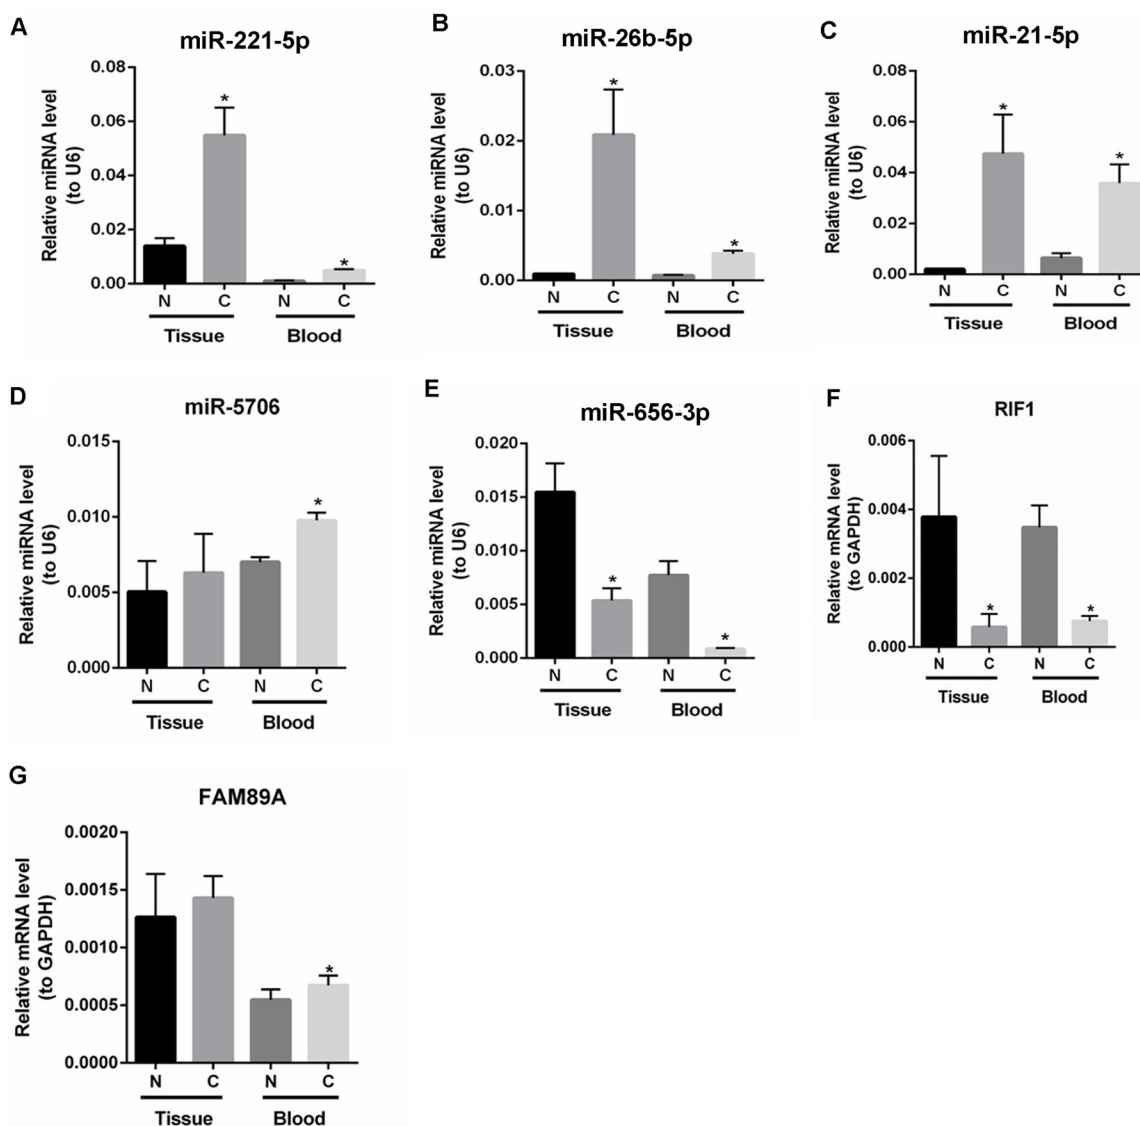 A
miR-221-5p
Relative miRNA level
(to U6)
0.08
0.06
0.04
0.02
0.00
*
*
N C N C
Tissue Blood
B
miR-26b-5p
Relative miRNA level
(to U6)
0.03
0.02
0.01
0.00
*
*
N C N C
Tissue Blood
C
miR-21-5p
Relative miRNA level
(to U6)
0.08
0.06
0.04
0.02
0.00
*
*
N C N C
Tissue Blood
D
miR-5706
Relative miRNA level
(to U6)
0.015
0.010
0.005
0.000
*
N C N C
Tissue Blood
E
miR-656-3p
Relative miRNA level
(to U6)
0.020
0.015
0.010
0.005
0.000
*
*
N C N C
Tissue Blood
F
RIF1
Relative mRNA level
(to GAPDH)
0.006
0.004
0.002
0.000
*
*
N C N C
Tissue Blood
G
FAM89A
Relative mRNA level
(to GAPDH)
0.0020
0.0015
0.0010
0.0005
0.0000
*
N C N C
Tissue Blood